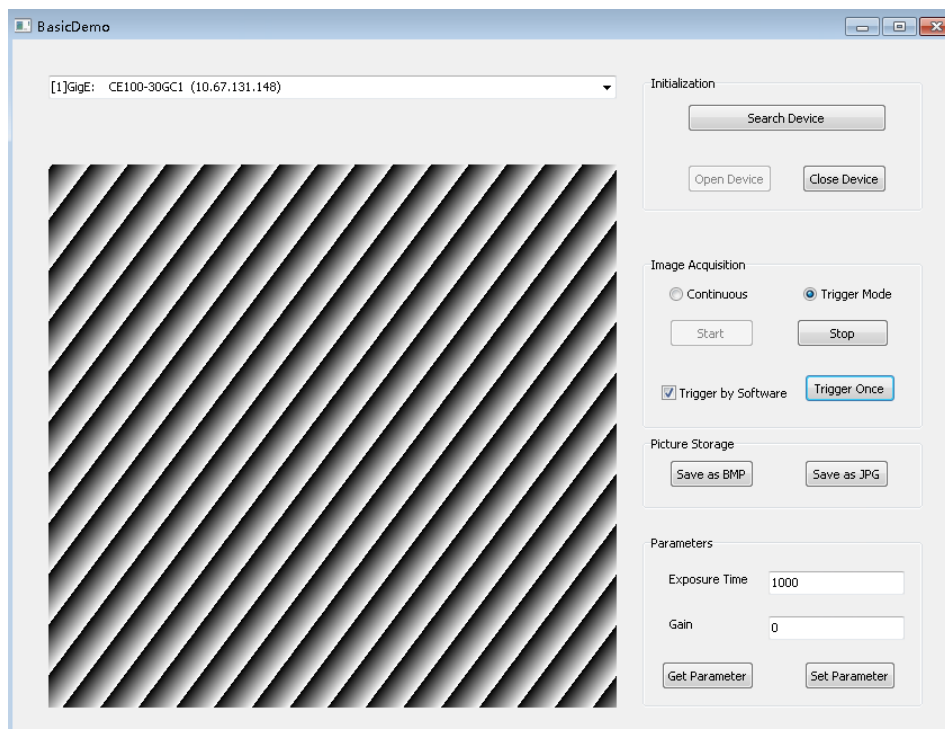 BasicDemo
[1]GigE: CE100-30GC1 (10.67.131.148)
Initialization
Search Device
Open Device Close Device
Image Acquisition
Continuous Trigger Mode
Start Stop
Trigger by Software Trigger Once
Picture Storage
Save as BMP Save as JPG
Parameters
Exposure Time 1000
Gain 0
Get Parameter Set Parameter